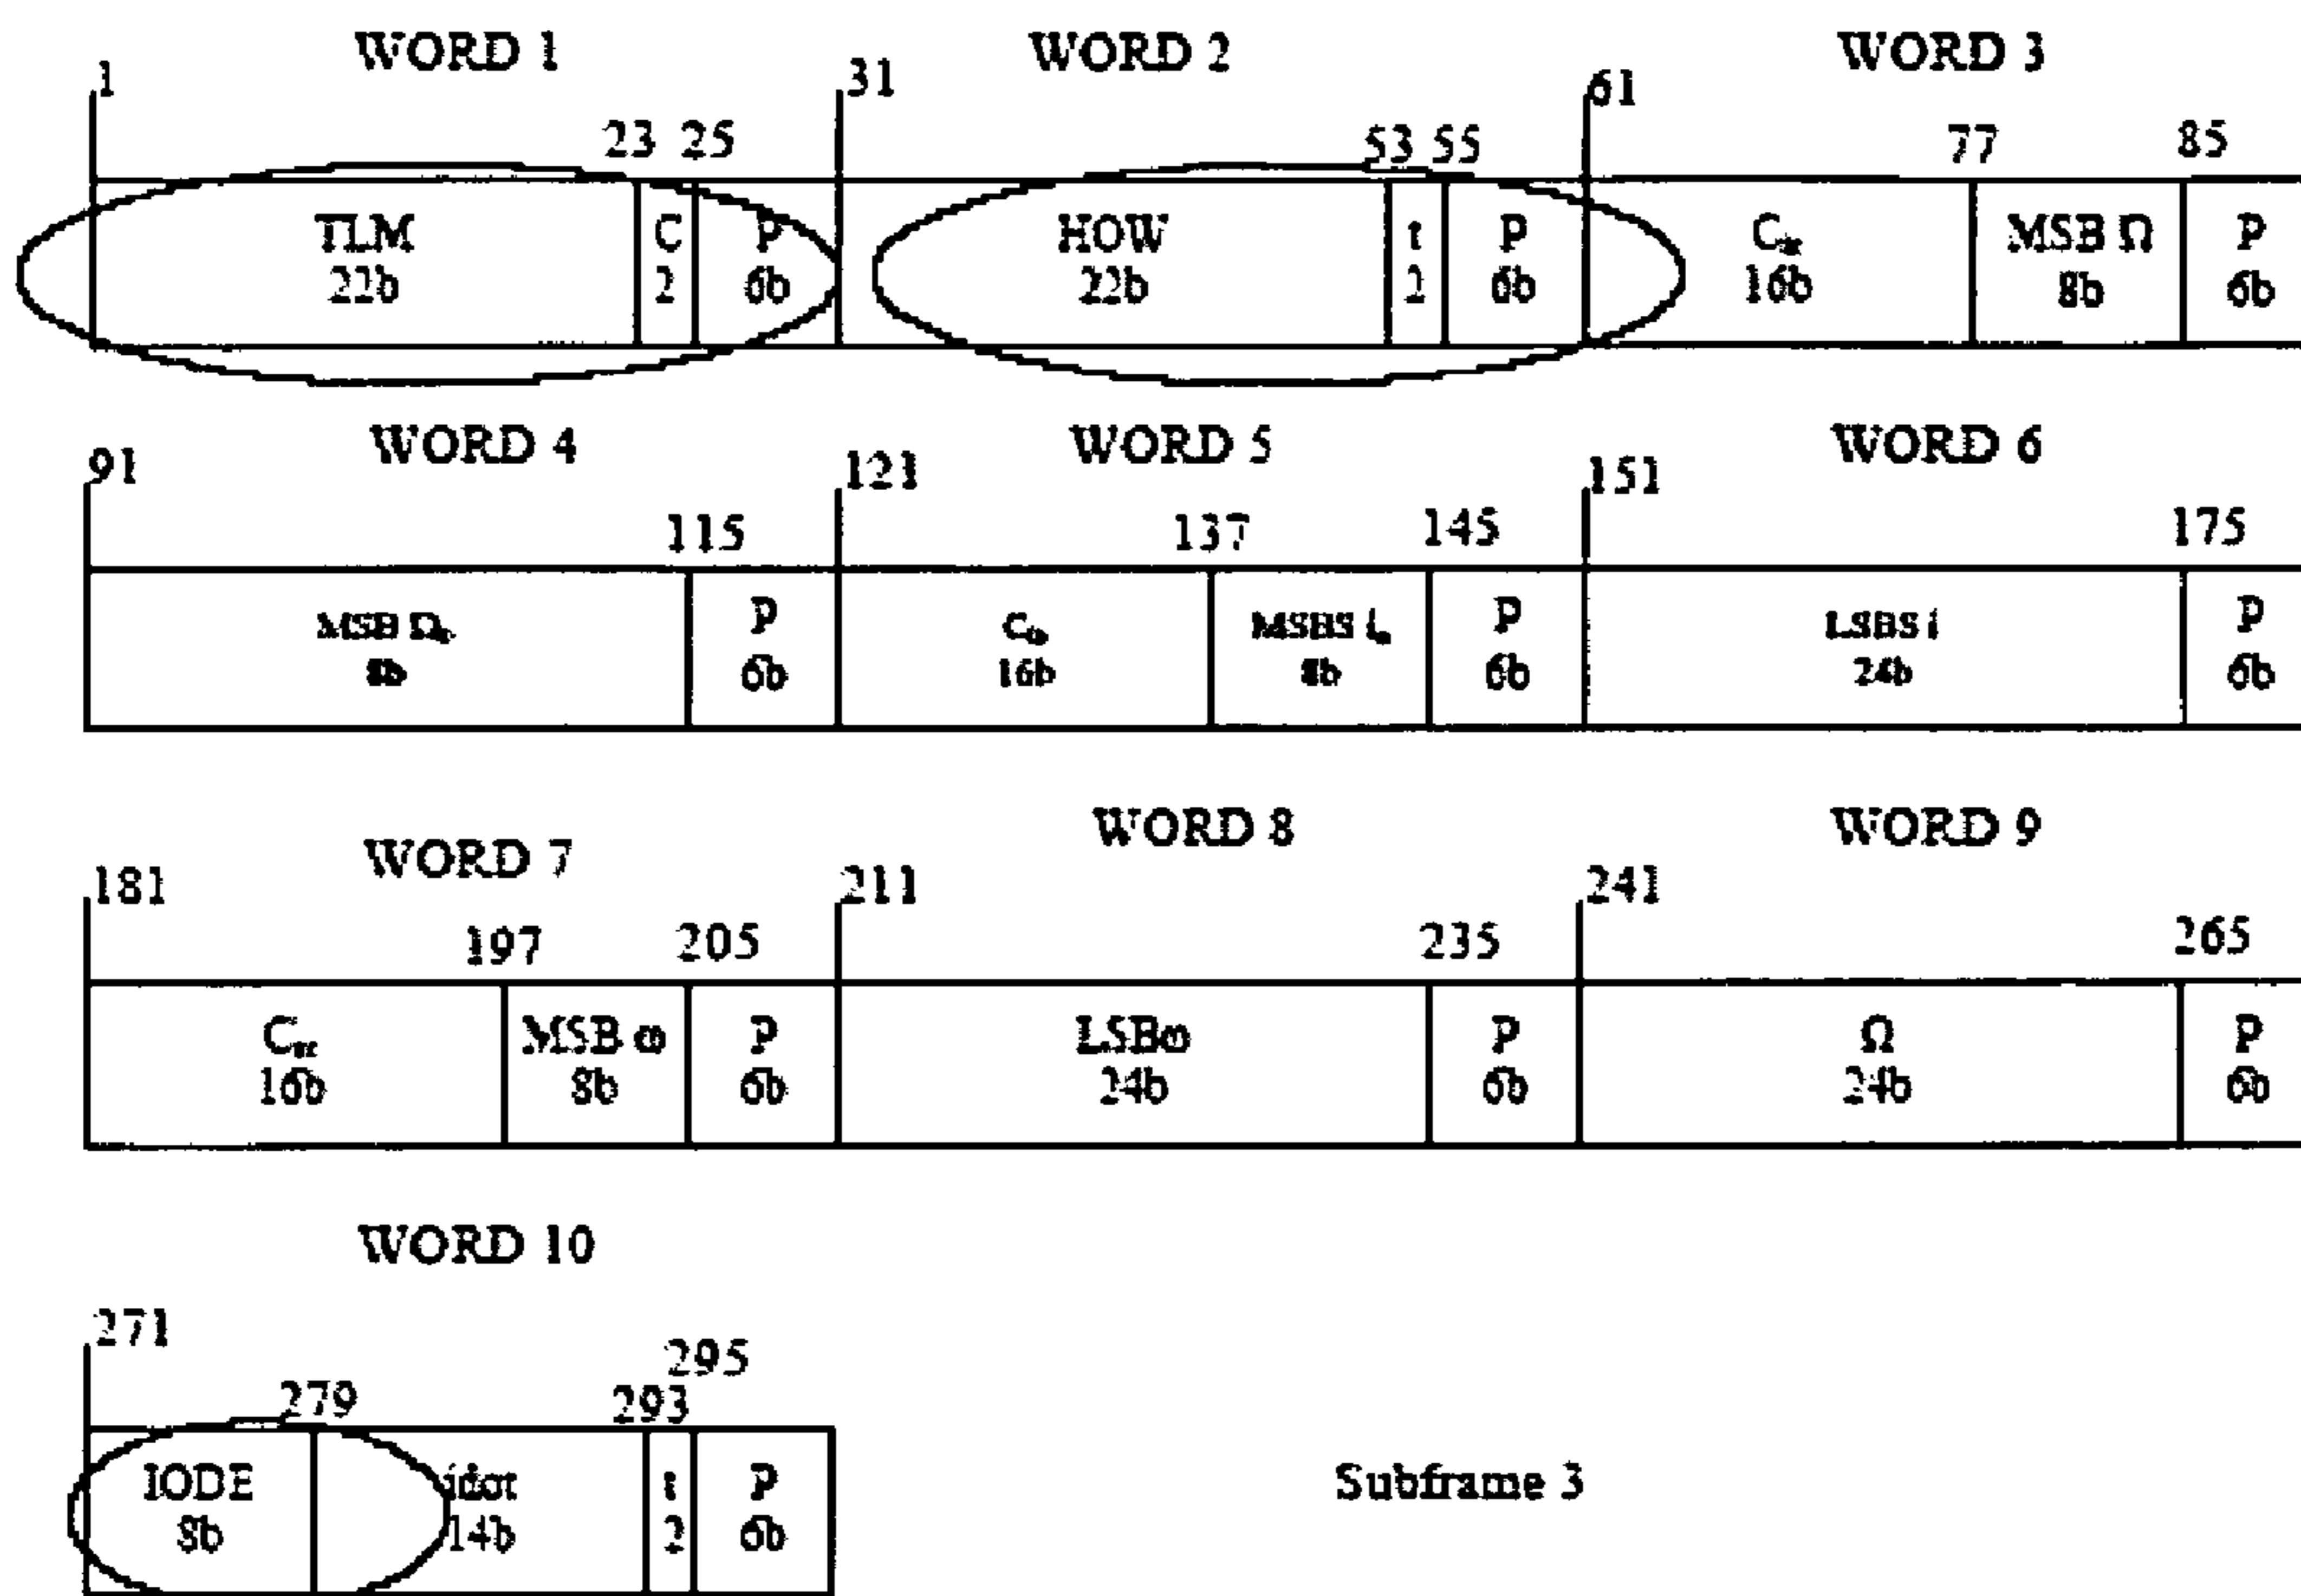 WORD 1 WORD 2 WORD 3
1 31 61
23 25 53 55 77 85
TLM C P HOW t P C MSB Ω P
22b 2 6b 22b 2 6b 16b 8b 6b
WORD 4 WORD 5 WORD 6
91 121 151
115 137 145 175
MSB Ω P C MSBS i P LSBS i P
8b 6b 16b 8b 6b 24b 6b
WORD 7 WORD 8 WORD 9
181 211 241
197 205 235 265
C MSB ω P LSBω P Ω P
16b 8b 6b 24b 6b 24b 6b
WORD 10
271
279 293 295
IODE idot t P
8b 14b 2 6b
Subframe 3